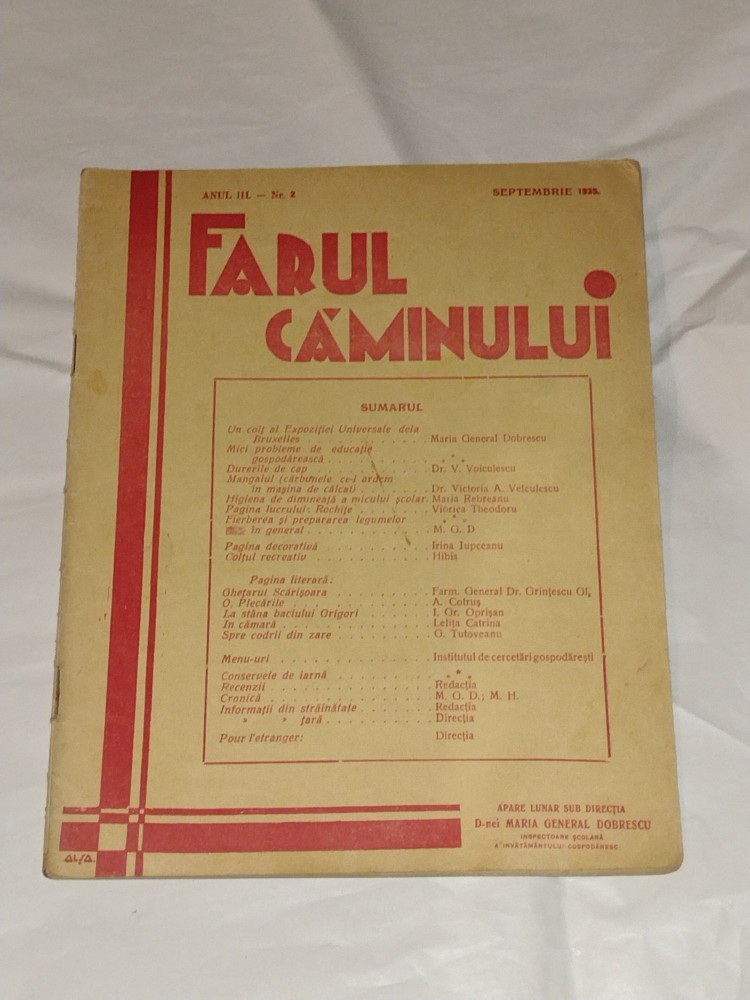 ANUL III. — Nr. 2
SEPTEMBRIE 1935.
FARUL
CĂMINULUI
SUMARUL
Un colț al Expoziției Universale dela
Bruxelles . . . . . . . . . . . . Maria General Dobrescu
Mici probleme de educație
gospodărească . . . . . . . . . . * * *
Durerile de cap . . . . . . . . . . . Dr. V. Voiculescu
Mangalul (cărbunele ce-l ardem
în mașina de călcat) . . . . . . . Dr. Victoria A. Velculescu
Higiena de dimineață a micului școlar. Maria Rebreanu
Pagina lucrului: Rochițe . . . . . . . Viorica Theodoru
Fierberea și prepararea legumelor * * *
în general . . . . . . . . . . . . M. G. D
Pagina decorativă . . . . . . . . . . Irina Țupceanu
Colțul recreativ . . . . . . . . . . . Hibis
Pagina literară:
Ghețarul Scărișoara . . . . . . . . . Farm. General Dr. Grințescu Gh.
O, Plecările . . . . . . . . . . . . . A. Cotruș
La stâna baciului Grigori . . . . . . I. Gr. Oprișan
In cămară . . . . . . . . . . . . . . Lelița Catrina
Spre codrii din zare . . . . . . . . . G. Tutoveanu
Menu-uri . . . . . . . . . . . . . . Institutul de cercetări gospodărești
Conservele de iarnă . . . . . . . . . * * *
Recenzii . . . . . . . . . . . . . . . Redacția
Cronică . . . . . . . . . . . . . . . M. G. D.; M. H.
Informații din străinătate . . . . . . Redacția
" " țară . . . . . . . . . Direcția
Pour l'etranger: Direcția
APARE LUNAR SUB DIRECȚIA
D-nei MARIA GENERAL DOBRESCU
INSPECTOARE ȘCOLARĂ
A ÎNVĂȚĂMÂNTULUI GOSPODĂRESC
AL/D.